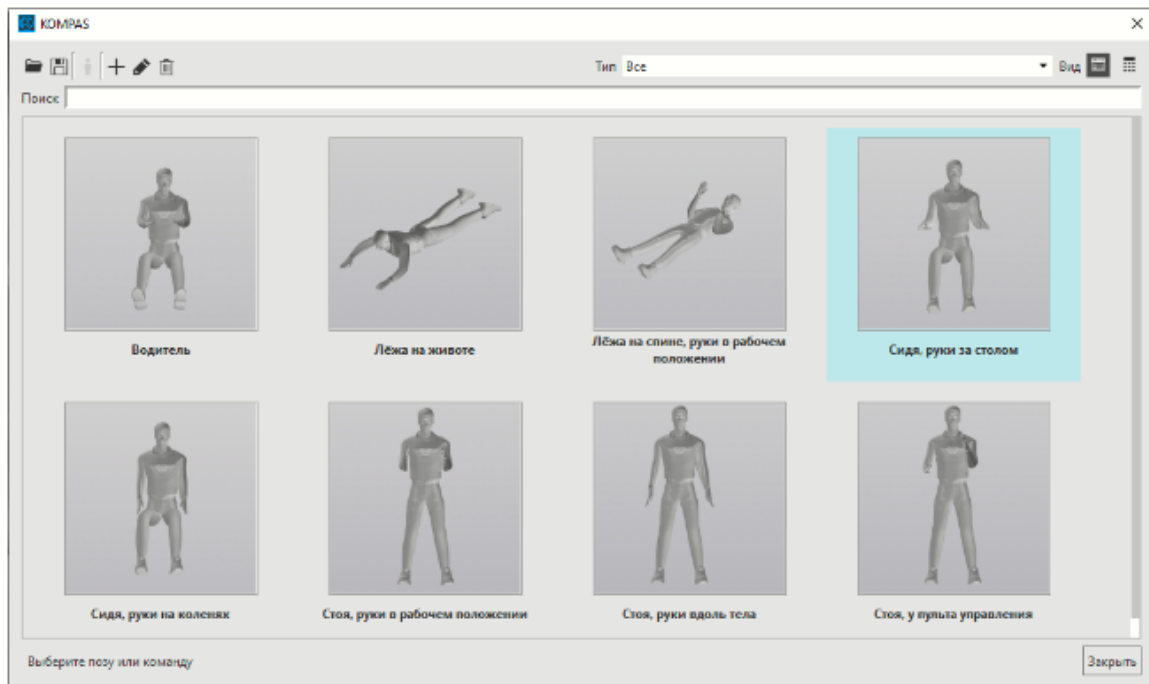 KOMPAS
Тип Все Вид
Поиск
Водитель
Лёжа на животе
Лёжа на спине, руки в рабочем
положении
Сидя, руки за столом
Сидя, руки на коленях
Стоя, руки в рабочем положении
Стоя, руки вдоль тела
Стоя, у пульта управления
Выберите позу или команду
Закрыть